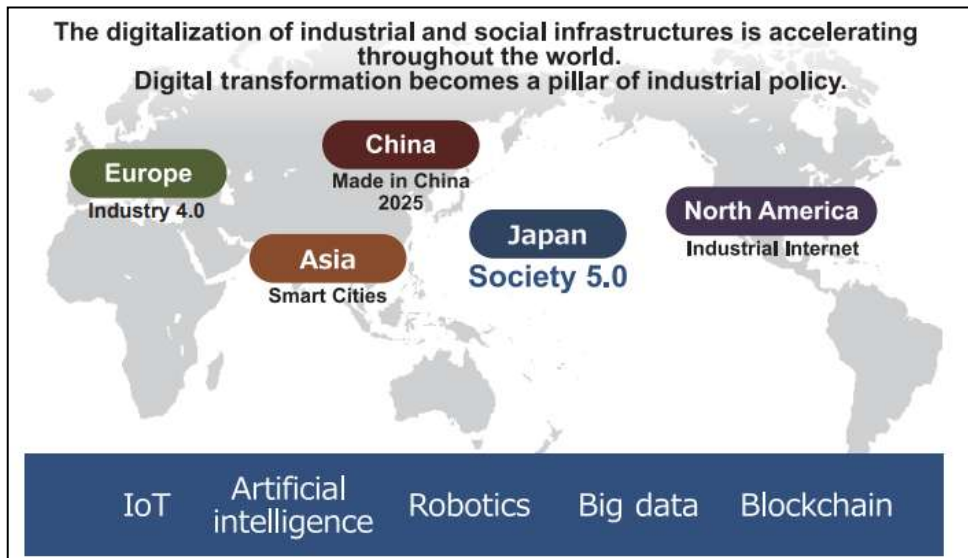 The digitalization of industrial and social infrastructures is accelerating
throughout the world.
Digital transformation becomes a pillar of industrial policy.
China
Made in China
2025
Europe
Industry 4.0
North America
Industrial Internet
Japan
Society 5.0
Asia
Smart Cities
IoT
Artificial
intelligence
Robotics
Big data
Blockchain